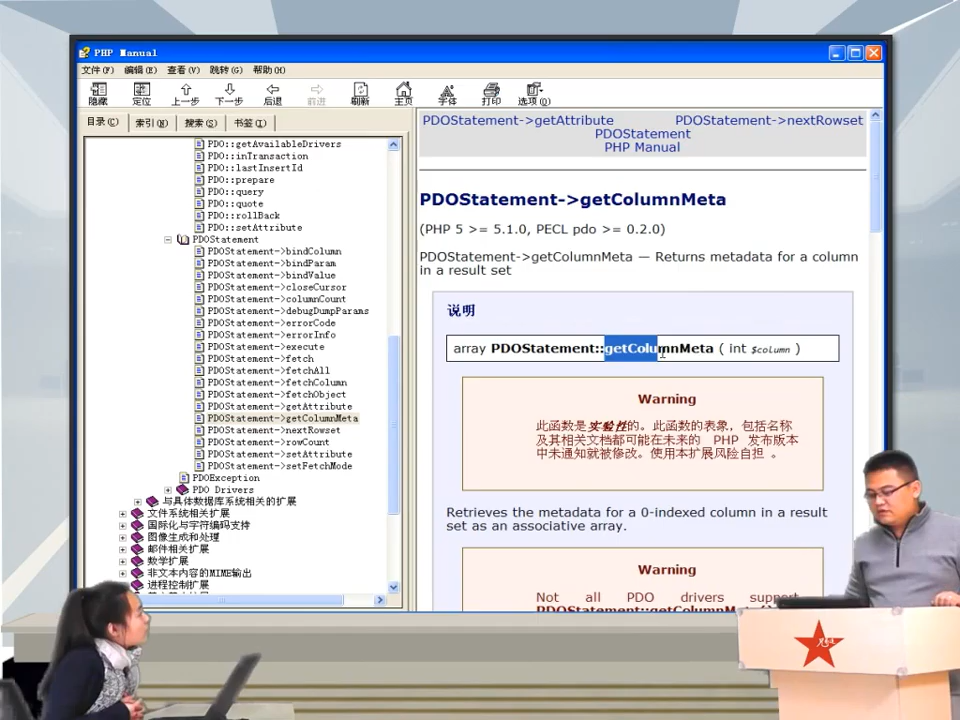 PHP Manual
文件(F) 编辑(E) 查看(V) 跳转(G) 帮助(H)
隐藏 定位 上一步 下一步 后退 前进 刷新 主页 字体 打印 选项(O)
目录(C) 索引(N) 搜索(S) 书签(I)
PDO::getAvailableDrivers
PDO::inTransaction
PDO::lastInsertId
PDO::prepare
PDO::query
PDO::quote
PDO::rollBack
PDO::setAttribute
PDOStatement
PDOStatement->bindColumn
PDOStatement->bindParam
PDOStatement->bindValue
PDOStatement->closeCursor
PDOStatement->columnCount
PDOStatement->debugDumpParams
PDOStatement->errorCode
PDOStatement->errorInfo
PDOStatement->execute
PDOStatement->fetch
PDOStatement->fetchAll
PDOStatement->fetchColumn
PDOStatement->fetchObject
PDOStatement->getAttribute
PDOStatement->getColumnMeta
PDOStatement->nextRowset
PDOStatement->rowCount
PDOStatement->setAttribute
PDOStatement->setFetchMode
PDOException
PDO Drivers
与具体数据库系统相关的扩展
文件系统相关的扩展
国际化与字符编码支持
图像生成和处理
邮件相关扩展
数学扩展
非文本内容的MIME输出
进程控制扩展
PDOStatement->getAttribute PDOStatement->nextRowset
PDOStatement
PHP Manual
PDOStatement->getColumnMeta
(PHP 5 >= 5.1.0, PECL pdo >= 0.2.0)
PDOStatement->getColumnMeta — Returns metadata for a column
in a result set
说明
array PDOStatement::getColumnMeta ( int $column )
Warning
此函数是实验性的。此函数的表象，包括名称
及其相关文档都可能在未来的 PHP 发布版本
中未通知就被修改。使用本扩展风险自担 。
Retrieves the metadata for a 0-indexed column in a result
set as an associative array.
Warning
Not all PDO drivers support
PDOStatement::getColumnMeta()